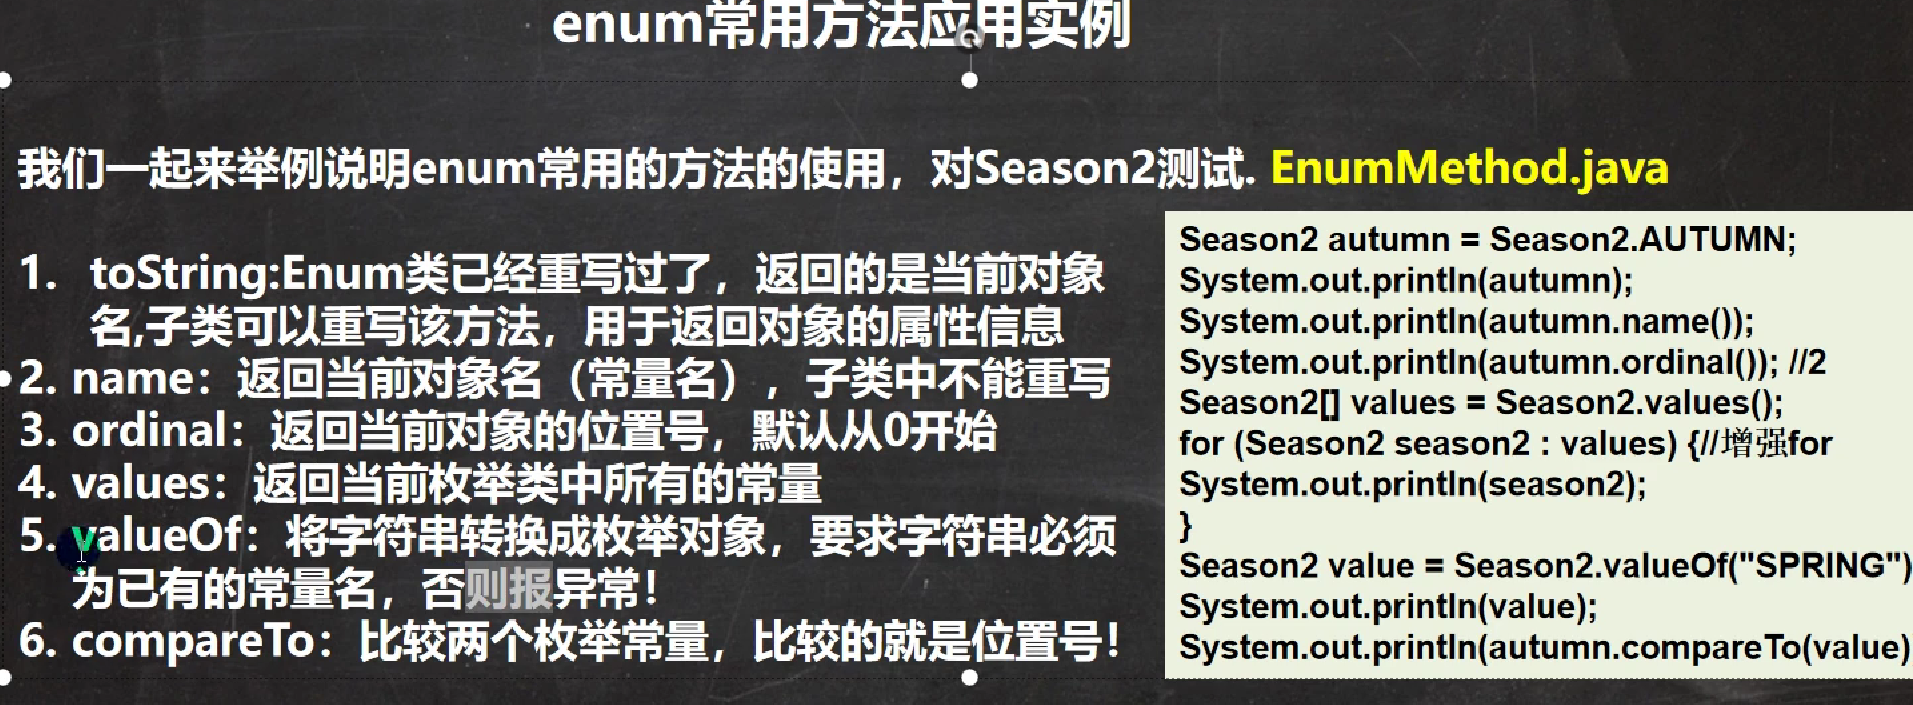 enum常用方法应用实例
我们一起来举例说明enum常用的方法的使用，对Season2测试. EnumMethod.java
1. toString:Enum类已经重写过了，返回的是当前对象
名,子类可以重写该方法，用于返回对象的属性信息
2. name：返回当前对象名（常量名），子类中不能重写
3. ordinal：返回当前对象的位置号，默认从0开始
4. values：返回当前枚举类中所有的常量
5. valueOf：将字符串转换成枚举对象，要求字符串必须
为已有的常量名，否则报异常！
6. compareTo：比较两个枚举常量，比较的就是位置号！
Season2 autumn = Season2.AUTUMN;
System.out.println(autumn);
System.out.println(autumn.name());
System.out.println(autumn.ordinal()); //2
Season2[] values = Season2.values();
for (Season2 season2 : values) {//增强for
System.out.println(season2);
}
Season2 value = Season2.valueOf("SPRING")
System.out.println(value);
System.out.println(autumn.compareTo(value)